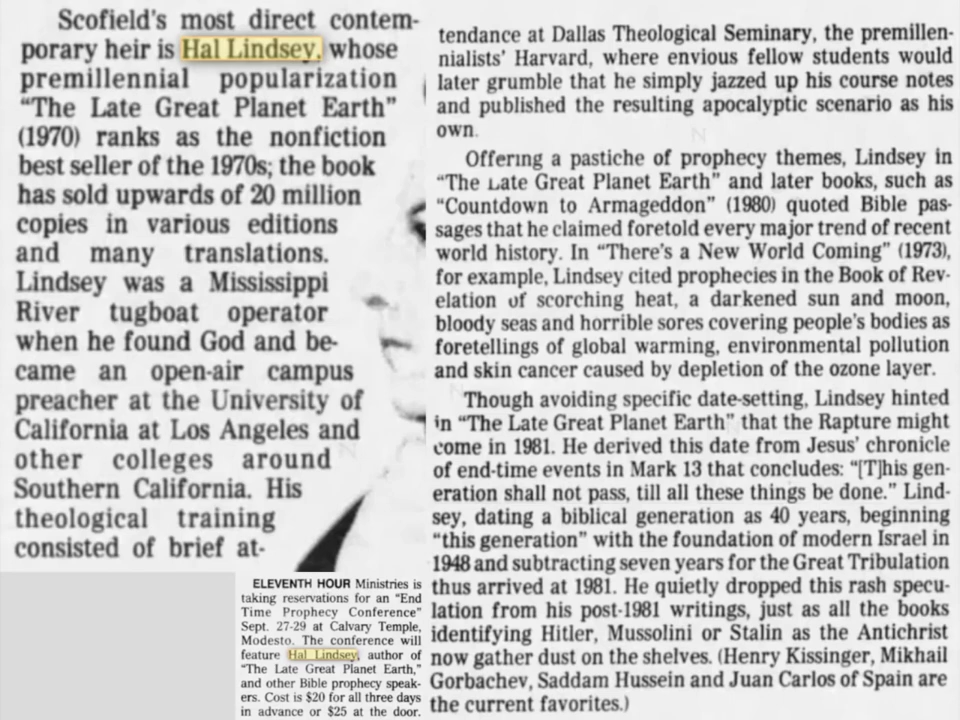 Scofield's most direct contem-
porary heir is Hal Lindsey, whose
premillennial popularization
“The Late Great Planet Earth”
(1970) ranks as the nonfiction
best seller of the 1970s; the book
has sold upwards of 20 million
copies in various editions
and many translations.
Lindsey was a Mississippi
River tugboat operator
when he found God and be-
came an open-air campus
preacher at the University of
California at Los Angeles and
other colleges around
Southern California. His
theological training
consisted of brief at-
tendance at Dallas Theological Seminary, the premillen-
nialists' Harvard, where envious fellow students would
later grumble that he simply jazzed up his course notes
and published the resulting apocalyptic scenario as his
own.
Offering a pastiche of prophecy themes, Lindsey in
“The Late Great Planet Earth” and later books, such as
“Countdown to Armageddon” (1980) quoted Bible pas-
sages that he claimed foretold every major trend of recent
world history. In “There's a New World Coming” (1973),
for example, Lindsey cited prophecies in the Book of Rev-
elation of scorching heat, a darkened sun and moon,
bloody seas and horrible sores covering people's bodies as
foretellings of global warming, environmental pollution
and skin cancer caused by depletion of the ozone layer.
Though avoiding specific date-setting, Lindsey hinted
in “The Late Great Planet Earth” that the Rapture might
come in 1981. He derived this date from Jesus' chronicle
of end-time events in Mark 13 that concludes: “[T]his gen-
eration shall not pass, till all these things be done.” Lind-
sey, dating a biblical generation as 40 years, beginning
“this generation” with the foundation of modern Israel in
1948 and subtracting seven years for the Great Tribulation
thus arrived at 1981. He quietly dropped this rash specu-
lation from his post-1981 writings, just as all the books
identifying Hitler, Mussolini or Stalin as the Antichrist
now gather dust on the shelves. (Henry Kissinger, Mikhail
Gorbachev, Saddam Hussein and Juan Carlos of Spain are
the current favorites.)
ELEVENTH HOUR Ministries is
taking reservations for an “End
Time Prophecy Conference”
Sept. 27-29 at Calvary Temple,
Modesto. The conference will
feature Hal Lindsey, author of
“The Late Great Planet Earth,”
and other Bible prophecy speak-
ers. Cost is $20 for all three days
in advance or $25 at the door.